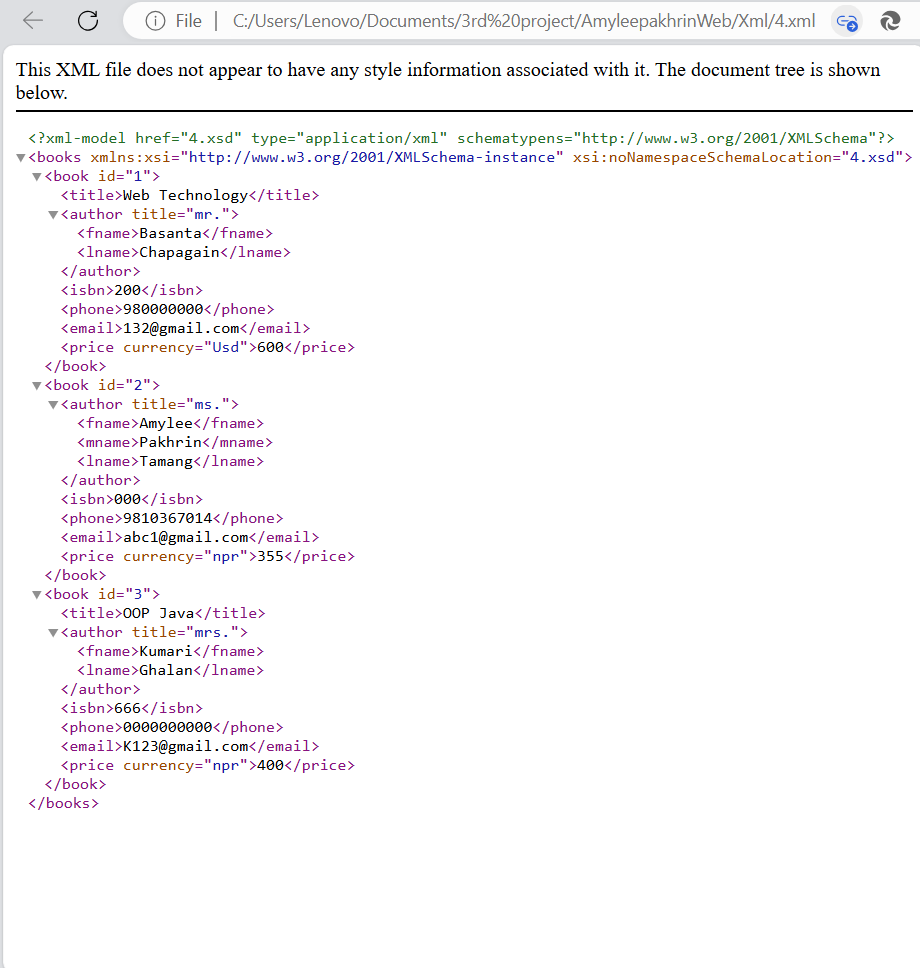 File | C:/Users/Lenovo/Documents/3rd%20project/AmyleepakhrinWeb/Xml/4.xml
This XML file does not appear to have any style information associated with it. The document tree is shown
below.
<?xml-model href="4.xsd" type="application/xml" schematypens="http://www.w3.org/2001/XMLSchema"?>
▼<books xmlns:xsi="http://www.w3.org/2001/XMLSchema-instance" xsi:noNamespaceSchemaLocation="4.xsd">
▼<book id="1">
<title>Web Technology</title>
▼<author title="mr.">
<fname>Basanta</fname>
<lname>Chapagain</lname>
</author>
<isbn>200</isbn>
<phone>980000000</phone>
<email>132@gmail.com</email>
<price currency="Usd">600</price>
</book>
▼<book id="2">
▼<author title="ms.">
<fname>Amylee</fname>
<mname>Pakhrin</mname>
<lname>Tamang</lname>
</author>
<isbn>000</isbn>
<phone>9810367014</phone>
<email>abc1@gmail.com</email>
<price currency="npr">355</price>
</book>
▼<book id="3">
<title>OOP Java</title>
▼<author title="mrs.">
<fname>Kumari</fname>
<lname>Ghalan</lname>
</author>
<isbn>666</isbn>
<phone>0000000000</phone>
<email>K123@gmail.com</email>
<price currency="npr">400</price>
</book>
</books>